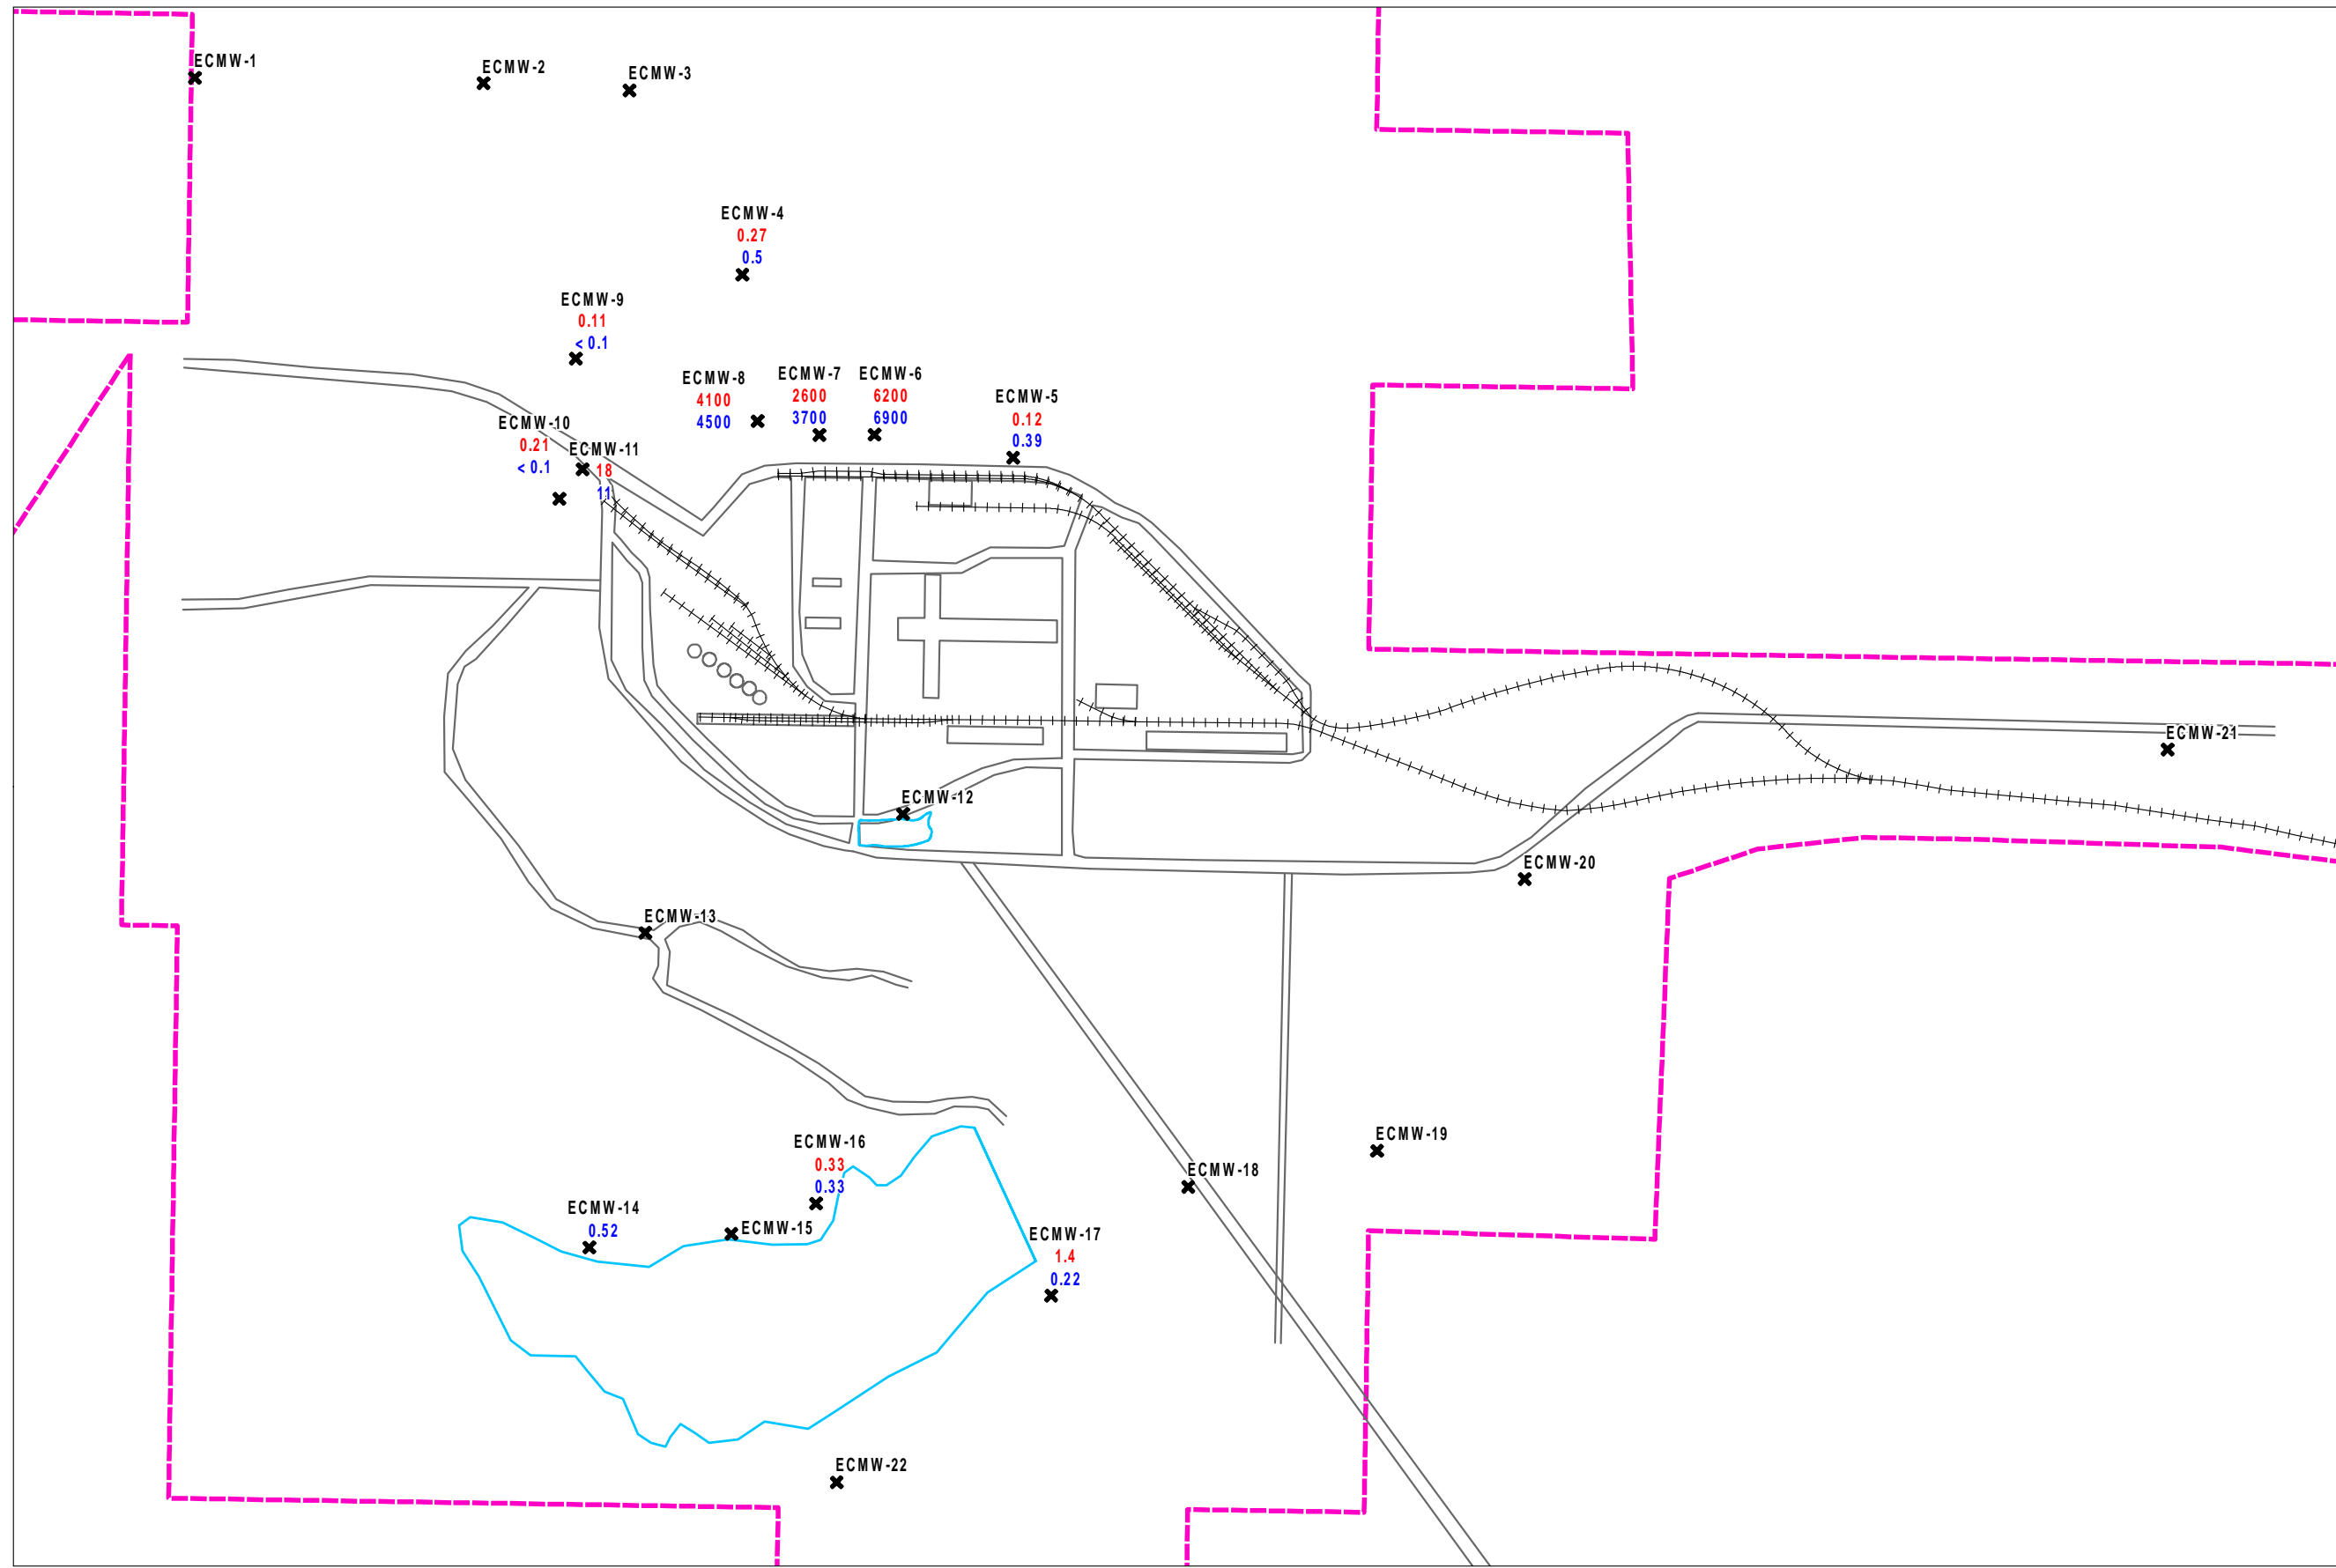 ECMW-1
ECMW-2
ECMW-3
ECMW-4
0.27
0.5
ECMW-9
0.11
< 0.1
ECMW-8
4100
4500
ECMW-7
2600
3700
ECMW-6
6200
6900
ECMW-5
0.12
0.39
ECMW-10
0.21
< 0.1
ECMW-11
18
11
ECMW-21
ECMW-12
ECMW-20
ECMW-13
ECMW-19
ECMW-16
0.33
0.33
ECMW-18
ECMW-14
0.52
ECMW-15
ECMW-17
1.4
0.22
ECMW-22